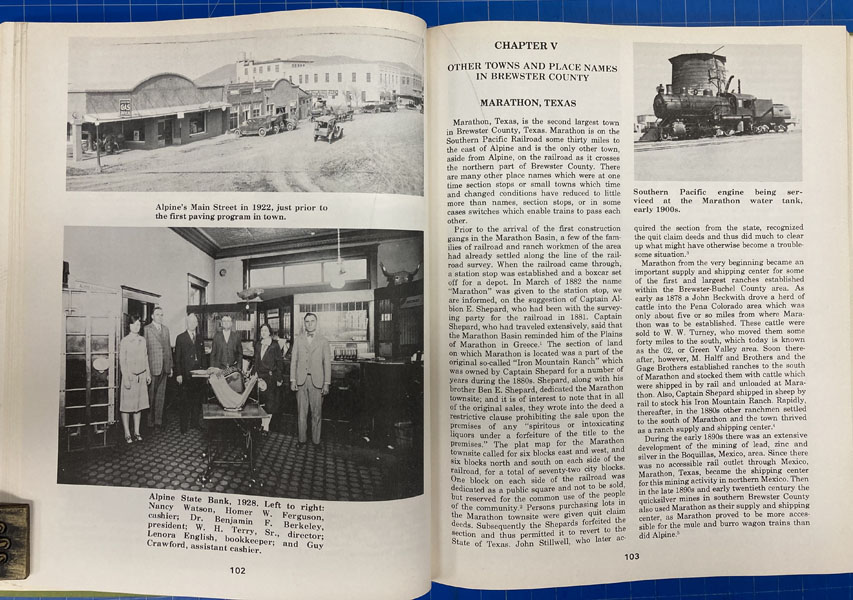 GAS
Alpine's Main Street in 1922, just prior to
the first paving program in town.
Alpine State Bank, 1928. Left to right:
Nancy Watson, Homer W. Ferguson,
cashier; Dr. Benjamin F. Berkeley,
president; W. H. Terry, Sr., director;
Lenora English, bookkeeper; and Guy
Crawford, assistant cashier.
102
CHAPTER V
OTHER TOWNS AND PLACE NAMES
IN BREWSTER COUNTY
MARATHON, TEXAS
Marathon, Texas, is the second largest town
in Brewster County, Texas. Marathon is on the
Southern Pacific Railroad some thirty miles to
the east of Alpine and is the only other town,
aside from Alpine, on the railroad as it crosses
the northern part of Brewster County. There
are many other place names which were at one
time section stops or small towns which time
and changed conditions have reduced to little
more than names, section stops, or in some
cases switches which enable trains to pass each
other.
Prior to the arrival of the first construction
gangs in the Marathon Basin, a few of the fam-
ilies of railroad and ranch workmen of the area
had already settled along the line of the rail-
road survey. When the railroad came through,
a station stop was established and a boxcar set
off for a depot. In March of 1882 the name
"Marathon" was given to the station stop, we
are informed, on the suggestion of Captain Al-
bion E. Shepard, who had been with the survey-
ing party for the railroad in 1881. Captain
Shepard, who had traveled extensively, said that
the Marathon Basin reminded him of the Plains
of Marathon in Greece.¹ The section of land
on which Marathon is located was a part of the
original so-called "Iron Mountain Ranch" which
was owned by Captain Shepard for a number of
years during the 1880s. Shepard, along with his
brother Ben E. Shepard, dedicated the Marathon
townsite; and it is of interest to note that in all
of the original sales, they wrote into the deed a
restrictive clause prohibiting the sale upon the
premises of any "spiritous or intoxicating
liquors under a forfeiture of the title to the
premises." The plat map for the Marathon
townsite called for six blocks east and west, and
six blocks north and south on each side of the
railroad, for a total of seventy-two city blocks.
One block on each side of the railroad was
dedicated as a public square and not to be sold,
but reserved for the common use of the people
of the community.² Persons purchasing lots in
the Marathon townsite were given quit claim
deeds. Subsequently the Shepards forfeited the
section and thus permitted it to revert to the
State of Texas. John Stillwell, who later ac-
Southern Pacific engine being ser-
viced at the Marathon water tank,
early 1900s.
quired the section from the state, recognized
the quit claim deeds and thus did much to clear
up what might have otherwise become a trouble-
some situation.³
Marathon from the very beginning became an
important supply and shipping center for some
of the first and largest ranches established
within the Brewster-Buchel County area. As
early as 1878 a John Beckwith drove a herd of
cattle into the Pena Colorado area which was
only about five or so miles from where Mara-
thon was to be established. These cattle were
sold to W. W. Turney, who moved them some
forty miles to the south, which today is known
as the 02, or Green Valley area. Soon there-
after, however, M. Halff and Brothers and the
Gage Brothers established ranches to the south
of Marathon and stocked them with cattle which
were shipped in by rail and unloaded at Mara-
thon. Also, Captain Shepard shipped in sheep by
rail to stock his Iron Mountain Ranch. Rapidly,
thereafter, in the 1880s other ranchmen settled
to the south of Marathon and the town thrived
as a ranch supply and shipping center.⁴
During the early 1890s there was an extensive
development of the mining of lead, zinc and
silver in the Boquillas, Mexico, area. Since there
was no accessible rail outlet through Mexico,
Marathon, Texas, became the shipping center
for this mining activity in northern Mexico. Then
in the late 1890s and early twentieth century the
quicksilver mines in southern Brewster County
also used Marathon as their supply and shipping
center, as Marathon proved to be more acces-
sible for the mule and burro wagon trains than
did Alpine.⁵
103